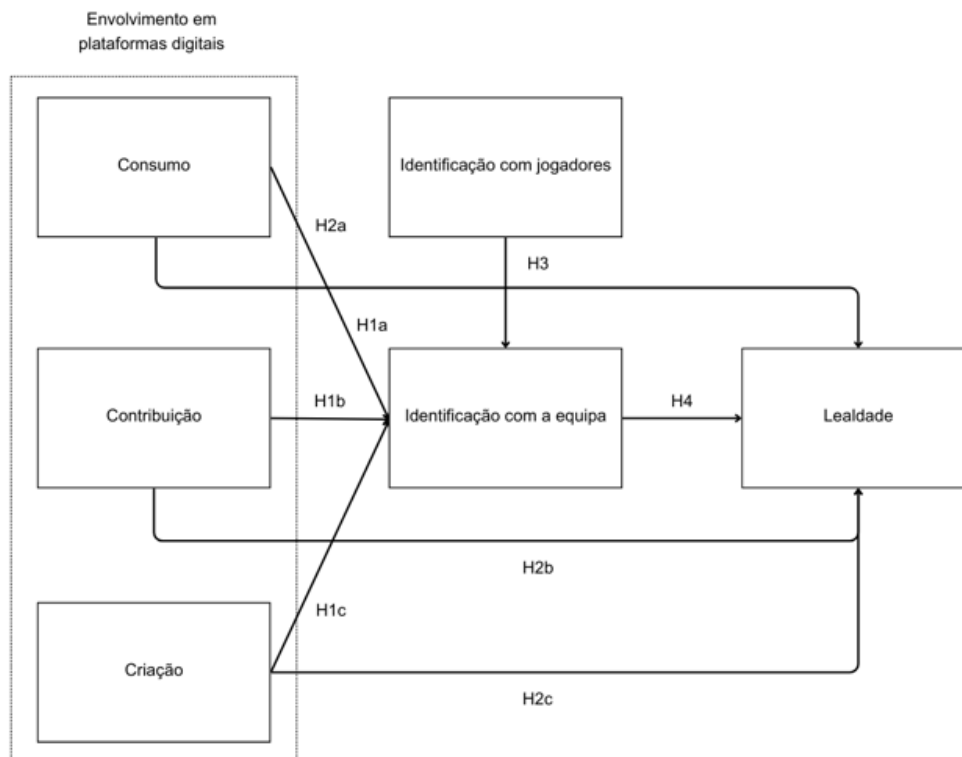 Envolvimento em
plataformas digitais
Consumo
Identificação com jogadores
H2a
H3
H1a
Contribuição
H1b
Identificação com a equipa
H4
Lealdade
H2b
H1c
Criação
H2c